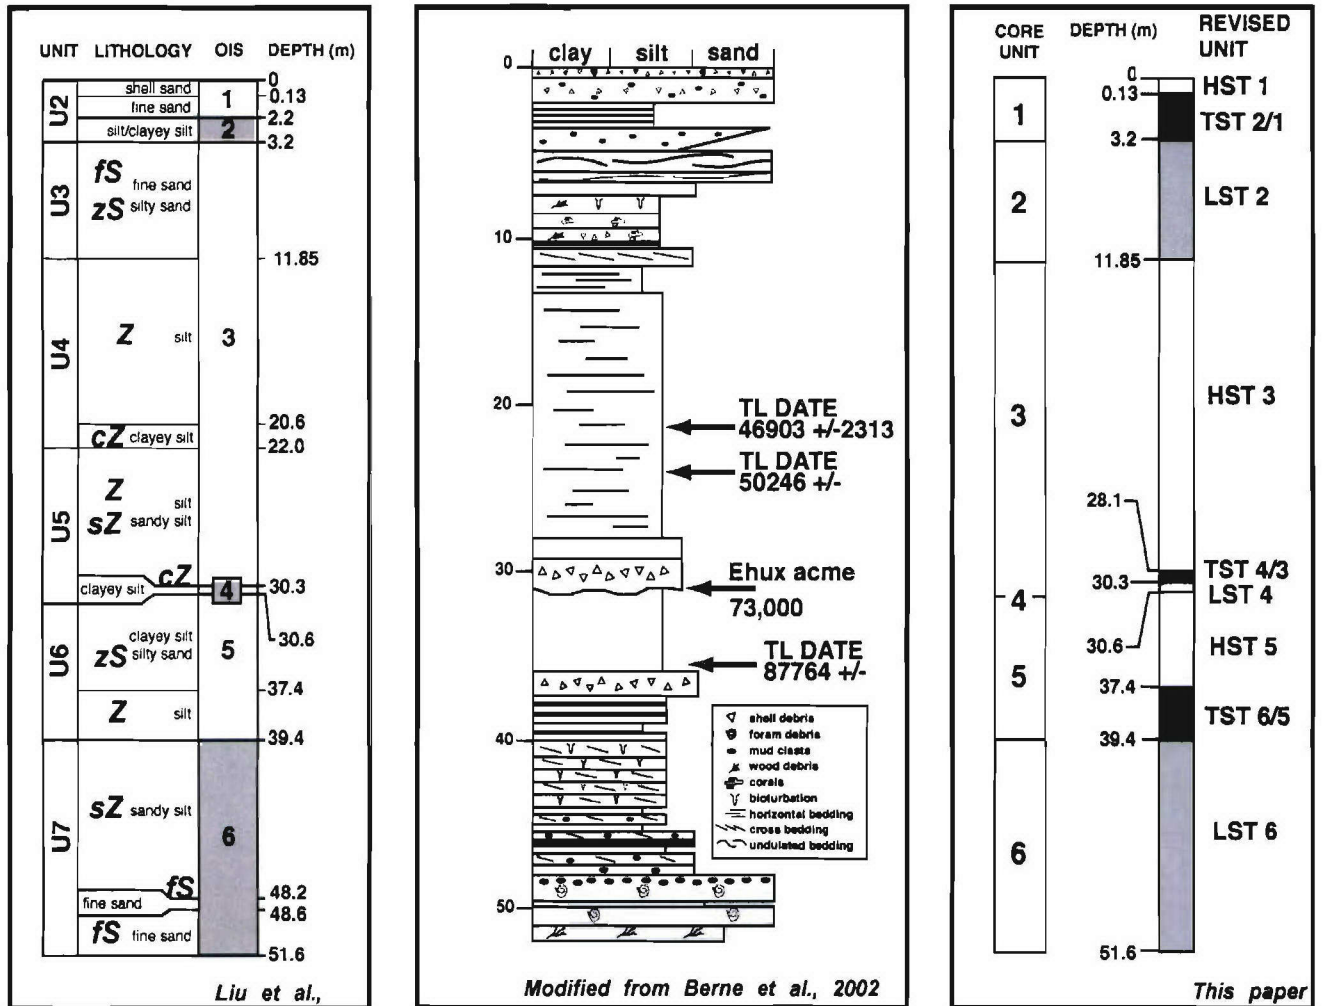 UNIT LITHOLOGY OIS DEPTH (m)
U2
shell sand
fine sand
silt/clayey silt
1
2
0
0.13
2.2
3.2
U3
fS fine sand
zS silty sand
11.85
U4
Z silt
3
20.6
cZ clayey silt
22.0
U5
Z silt
sZ sandy silt
cZ
clayey silt
4
30.3
30.6
U6
clayey silt
zS silty sand
5
37.4
Z silt
39.4
U7
sZ sandy silt
6
fS
48.2
fine sand
48.6
fS fine sand
51.6
Liu et al.,
clay silt sand
0
10
20
30
40
50
TL DATE
46903 +/-2313
TL DATE
50246 +/-
Ehux acme
73,000
TL DATE
87764 +/-
shell debris
foram debris
mud clasts
wood debris
corals
bioturbation
horizontal bedding
cross bedding
undulated bedding
Modified from Berne et al., 2002
CORE
UNIT
DEPTH (m)
REVISED
UNIT
1
2
3
4
5
6
0
0.13
3.2
11.85
28.1
30.3
30.6
37.4
39.4
51.6
HST 1
TST 2/1
LST 2
HST 3
TST 4/3
LST 4
HST 5
TST 6/5
LST 6
This paper